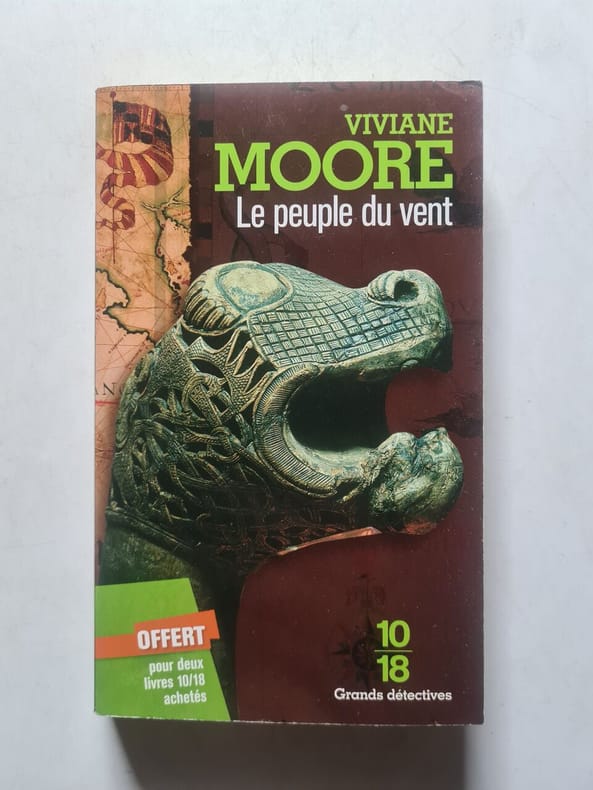 VIVIANE
MOORE
Le peuple du vent
OFFERT
pour deux
livres 10/18
achetés
10
18
Grands détectives